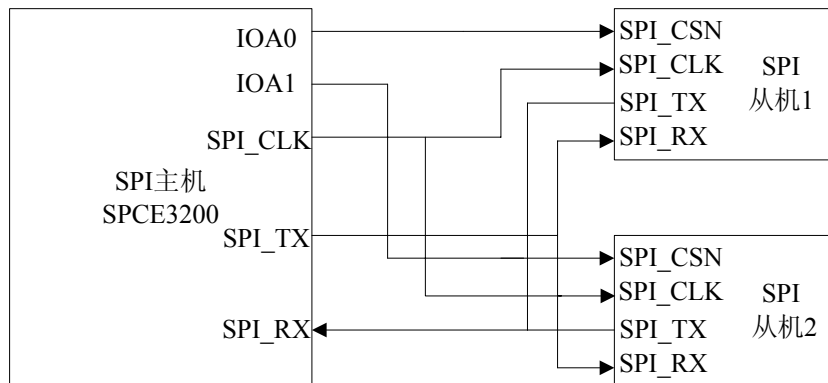 IOA0
IOA1
SPI_CLK
SPI主机
SPCE3200
SPI_TX
SPI_RX
SPI_CSN
SPI_CLK
SPI_TX
SPI_RX
SPI
从机1
SPI_CSN
SPI_CLK
SPI_TX
SPI_RX
SPI
从机2